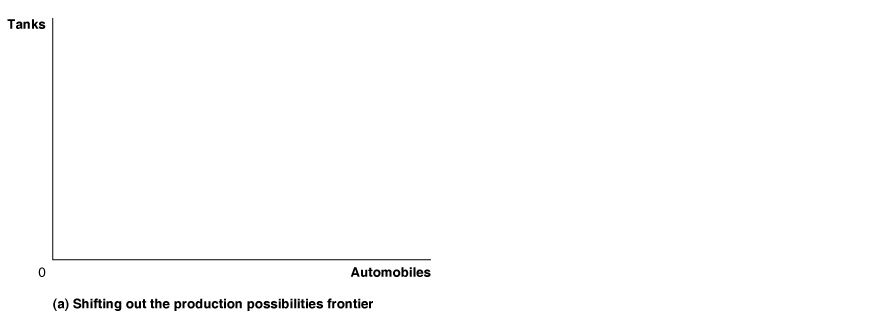 Tanks
0
Automobiles
(a) Shifting out the production possibilities frontier